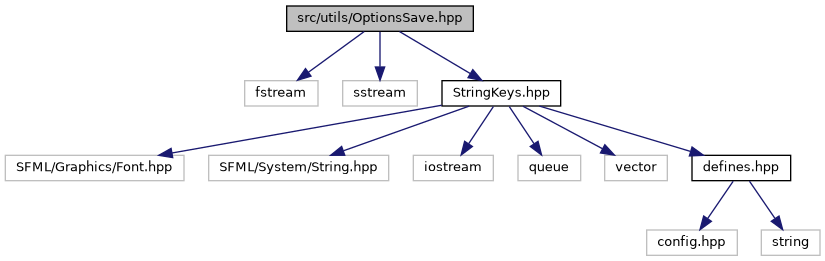 src/utils/OptionsSave.hpp
fstream
sstream
StringKeys.hpp
SFML/Graphics/Font.hpp
SFML/System/String.hpp
iostream
queue
vector
defines.hpp
config.hpp
string